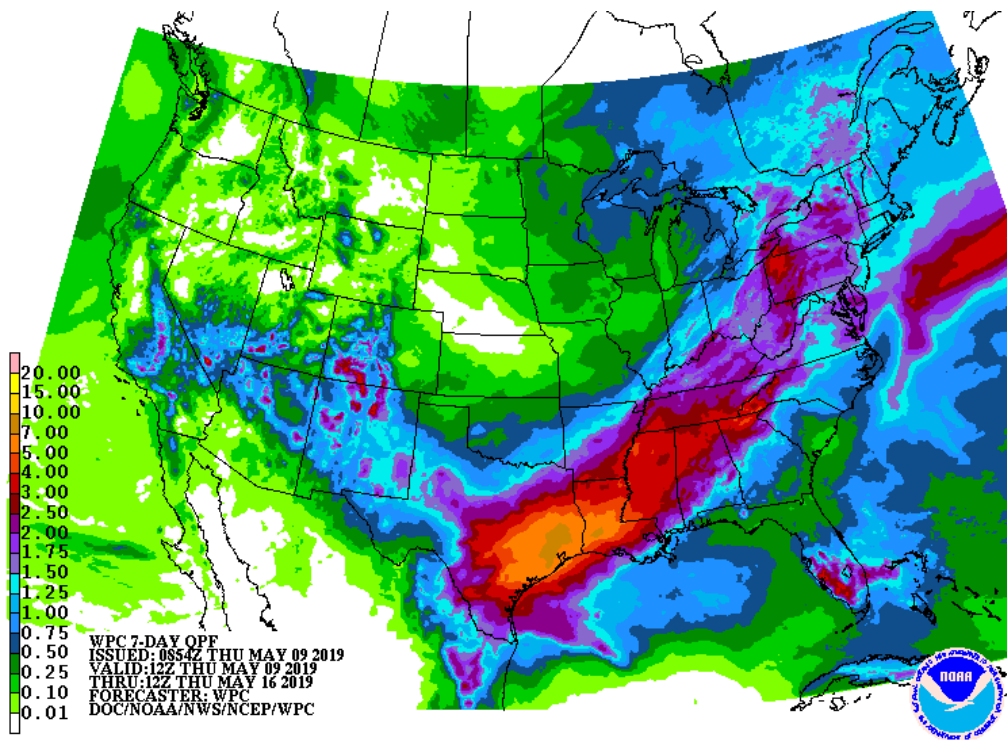 20.00
15.00
10.00
7.00
5.00
4.00
3.00
2.50
2.00
1.75
1.50
1.25
1.00
0.75
0.50
0.25
0.10
0.01
WPC 7-DAY QPF
ISSUED: 0854Z THU MAY 09 2019
VALID:12Z THU MAY 09 2019
THRU:12Z THU MAY 16 2019
FORECASTER: WPC
DOC/NOAA/NWS/NCEP/WPC
NOAA